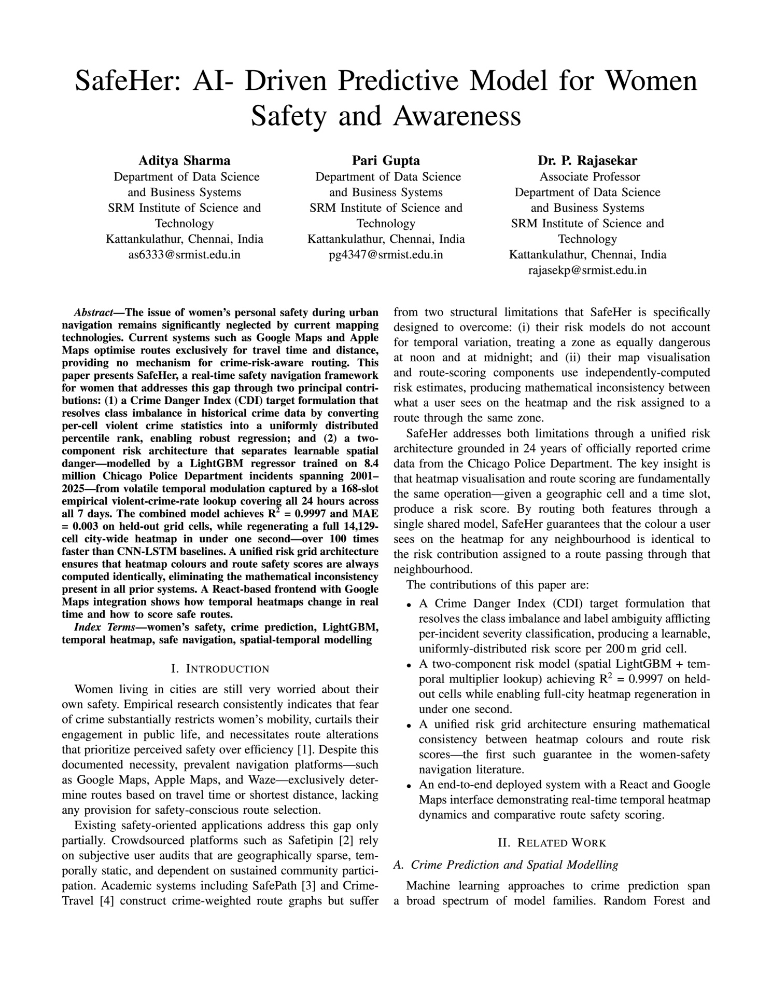 SafeHer: AI- Driven Predictive Model for Women
Safety and Awareness
Aditya Sharma
Department of Data Science
and Business Systems
SRM Institute of Science and
Technology
Kattankulathur, Chennai, India
as6333@srmist.edu.in
Pari Gupta
Department of Data Science
and Business Systems
SRM Institute of Science and
Technology
Kattankulathur, Chennai, India
pg4347@srmist.edu.in
Dr. P. Rajasekar
Associate Professor
Department of Data Science
and Business Systems
SRM Institute of Science and
Technology
Kattankulathur, Chennai, India
rajasekp@srmist.edu.in
Abstract—The issue of women's personal safety during urban
navigation remains significantly neglected by current mapping
technologies. Current systems such as Google Maps and Apple
Maps optimise routes exclusively for travel time and distance,
providing no mechanism for crime-risk-aware routing. This
paper presents SafeHer, a real-time safety navigation framework
for women that addresses this gap through two principal contri-
butions: (1) a Crime Danger Index (CDI) target formulation that
resolves class imbalance in historical crime data by converting
per-cell violent crime statistics into a uniformly distributed
percentile rank, enabling robust regression; and (2) a two-
component risk architecture that separates learnable spatial
danger—modelled by a LightGBM regressor trained on 8.4
million Chicago Police Department incidents spanning 2001–
2025—from volatile temporal modulation captured by a 168-slot
empirical violent-crime-rate lookup covering all 24 hours across
all 7 days. The combined model achieves R² = 0.9997 and MAE
= 0.003 on held-out grid cells, while regenerating a full 14,129-
cell city-wide heatmap in under one second—over 100 times
faster than CNN-LSTM baselines. A unified risk grid architecture
ensures that heatmap colours and route safety scores are always
computed identically, eliminating the mathematical inconsistency
present in all prior systems. A React-based frontend with Google
Maps integration shows how temporal heatmaps change in real
time and how to score safe routes.
Index Terms—women's safety, crime prediction, LightGBM,
temporal heatmap, safe navigation, spatial-temporal modelling
I. INTRODUCTION
Women living in cities are still very worried about their
own safety. Empirical research consistently indicates that fear
of crime substantially restricts women's mobility, curtails their
engagement in public life, and necessitates route alterations
that prioritize perceived safety over efficiency [1]. Despite this
documented necessity, prevalent navigation platforms—such
as Google Maps, Apple Maps, and Waze—exclusively deter-
mine routes based on travel time or shortest distance, lacking
any provision for safety-conscious route selection.
Existing safety-oriented applications address this gap only
partially. Crowdsourced platforms such as Safetipin [2] rely
on subjective user audits that are geographically sparse, tem-
porally static, and dependent on sustained community partici-
pation. Academic systems including SafePath [3] and Crime-
Travel [4] construct crime-weighted route graphs but suffer
from two structural limitations that SafeHer is specifically
designed to overcome: (i) their risk models do not account
for temporal variation, treating a zone as equally dangerous
at noon and at midnight; and (ii) their map visualisation
and route-scoring components use independently-computed
risk estimates, producing mathematical inconsistency between
what a user sees on the heatmap and the risk assigned to a
route through the same zone.
SafeHer addresses both limitations through a unified risk
architecture grounded in 24 years of officially reported crime
data from the Chicago Police Department. The key insight is
that heatmap visualisation and route scoring are fundamentally
the same operation—given a geographic cell and a time slot,
produce a risk score. By routing both features through a
single shared model, SafeHer guarantees that the colour a user
sees on the heatmap for any neighbourhood is identical to
the risk contribution assigned to a route passing through that
neighbourhood.
The contributions of this paper are:
• A Crime Danger Index (CDI) target formulation that
resolves the class imbalance and label ambiguity afflicting
per-incident severity classification, producing a learnable,
uniformly-distributed risk score per 200 m grid cell.
• A two-component risk model (spatial LightGBM + tem-
poral multiplier lookup) achieving R² = 0.9997 on held-
out cells while enabling full-city heatmap regeneration in
under one second.
• A unified risk grid architecture ensuring mathematical
consistency between heatmap colours and route risk
scores—the first such guarantee in the women-safety
navigation literature.
• An end-to-end deployed system with a React and Google
Maps interface demonstrating real-time temporal heatmap
dynamics and comparative route safety scoring.
II. RELATED WORK
A. Crime Prediction and Spatial Modelling
Machine learning approaches to crime prediction span
a broad spectrum of model families. Random Forest and